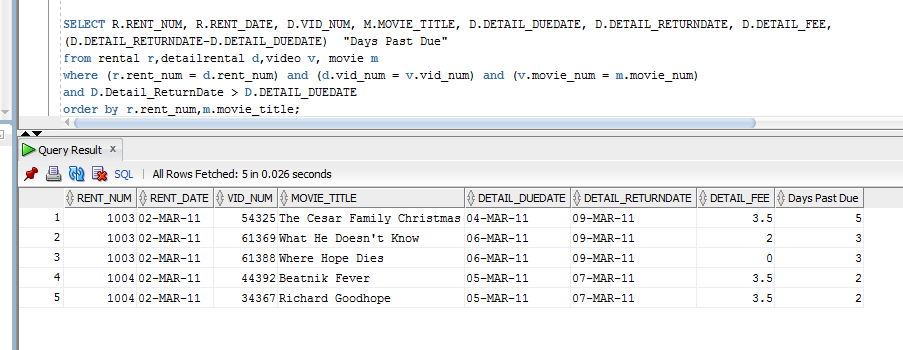 SELECT R.RENT_NUM, R.RENT_DATE, D.VID_NUM, M.MOVIE_TITLE, D.DETAIL_DUEDATE, D.DETAIL_RETURNDATE, D.DETAIL_FEE,
(D.DETAIL_RETURNDATE-D.DETAIL_DUEDATE) "Days Past Due"
from rental r,detailrental d,video v, movie m
where (r.rent_num = d.rent_num) and (d.vid_num = v.vid_num) and (v.movie_num = m.movie_num)
and D.Detail_ReturnDate > D.DETAIL_DUEDATE
order by r.rent_num,m.movie_title;
Query Result x
SQL | All Rows Fetched: 5 in 0.026 seconds
RENT_NUM RENT_DATE VID_NUM MOVIE_TITLE DETAIL_DUEDATE DETAIL_RETURNDATE DETAIL_FEE Days Past Due
1 1003 02-MAR-11 54325 The Cesar Family Christmas 04-MAR-11 09-MAR-11 3.5 5
2 1003 02-MAR-11 61369 What He Doesn't Know 06-MAR-11 09-MAR-11 2 3
3 1003 02-MAR-11 61388 Where Hope Dies 06-MAR-11 09-MAR-11 0 3
4 1004 02-MAR-11 44392 Beatnik Fever 05-MAR-11 07-MAR-11 3.5 2
5 1004 02-MAR-11 34367 Richard Goodhope 05-MAR-11 07-MAR-11 3.5 2